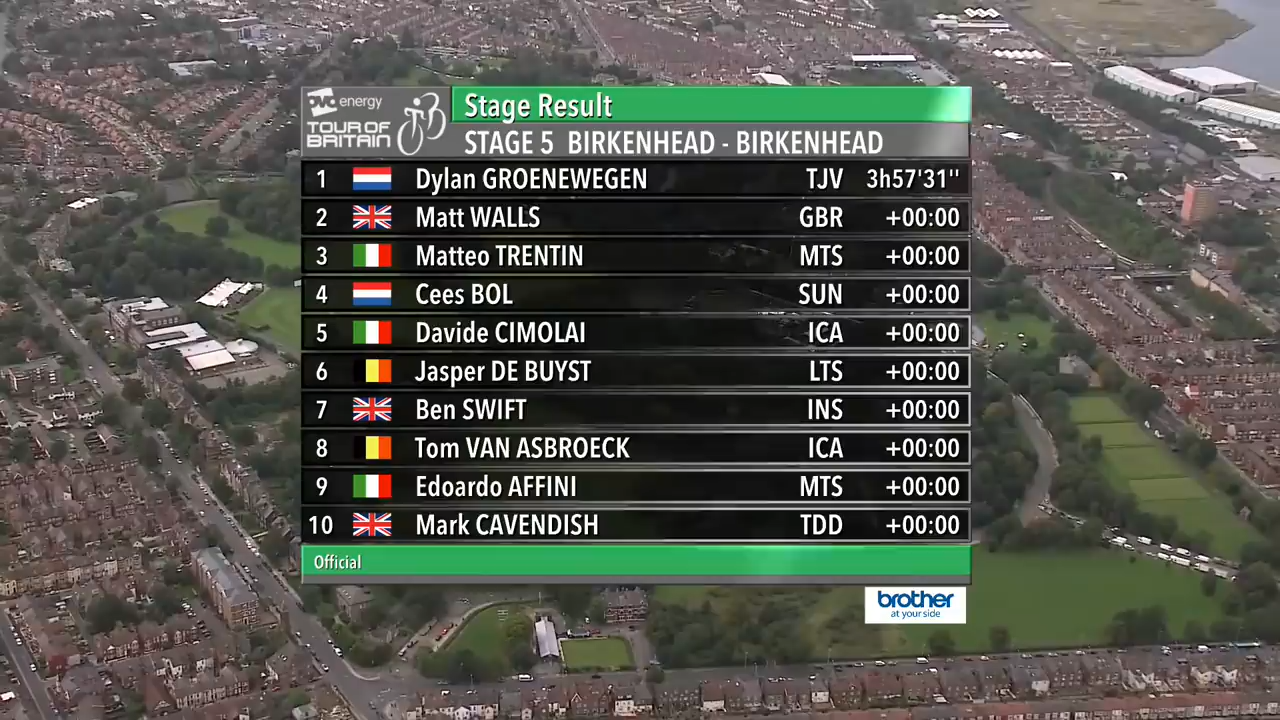 OVO energy
TOUR OF
BRITAIN
Stage Result
STAGE 5 BIRKENHEAD - BIRKENHEAD
1 Dylan GROENEWEGEN TJV 3h57'31''
2 Matt WALLS GBR +00:00
3 Matteo TRENTIN MTS +00:00
4 Cees BOL SUN +00:00
5 Davide CIMOLAI ICA +00:00
6 Jasper DE BUYST LTS +00:00
7 Ben SWIFT INS +00:00
8 Tom VAN ASBROECK ICA +00:00
9 Edoardo AFFINI MTS +00:00
10 Mark CAVENDISH TDD +00:00
Official
brother
at your side